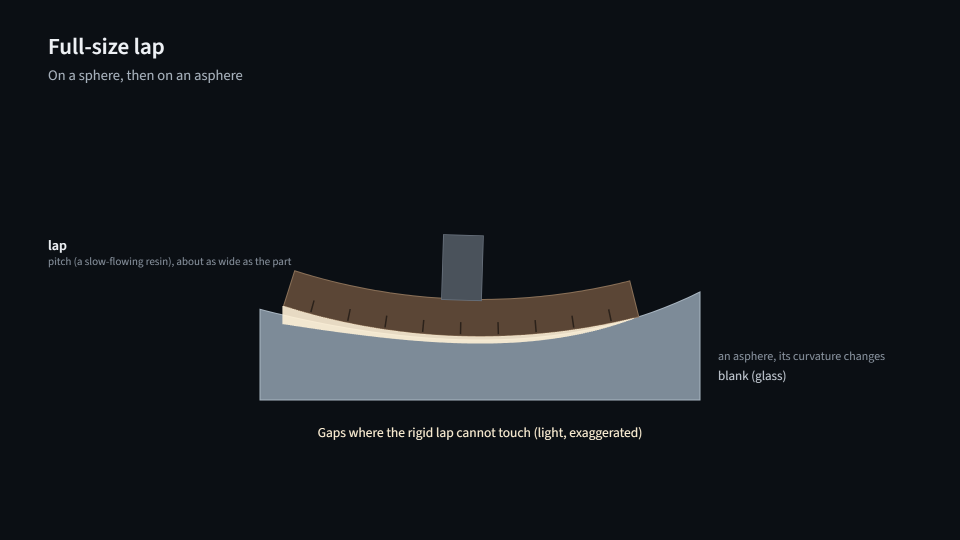 Full-size lap
On a sphere, then on an asphere
lap
pitch (a slow-flowing resin), about as wide as the part
an asphere, its curvature changes
blank (glass)
Gaps where the rigid lap cannot touch (light, exaggerated)